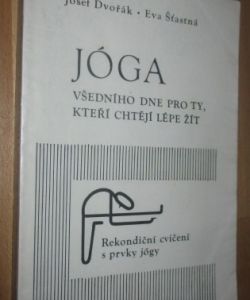 Josef Dvořák • Eva Šťastná
JÓGA
VŠEDNÍHO DNE PRO TY,
KTEŘÍ CHTĚJÍ LÉPE ŽÍT
Rekondiční cvičení
s prvky jógy